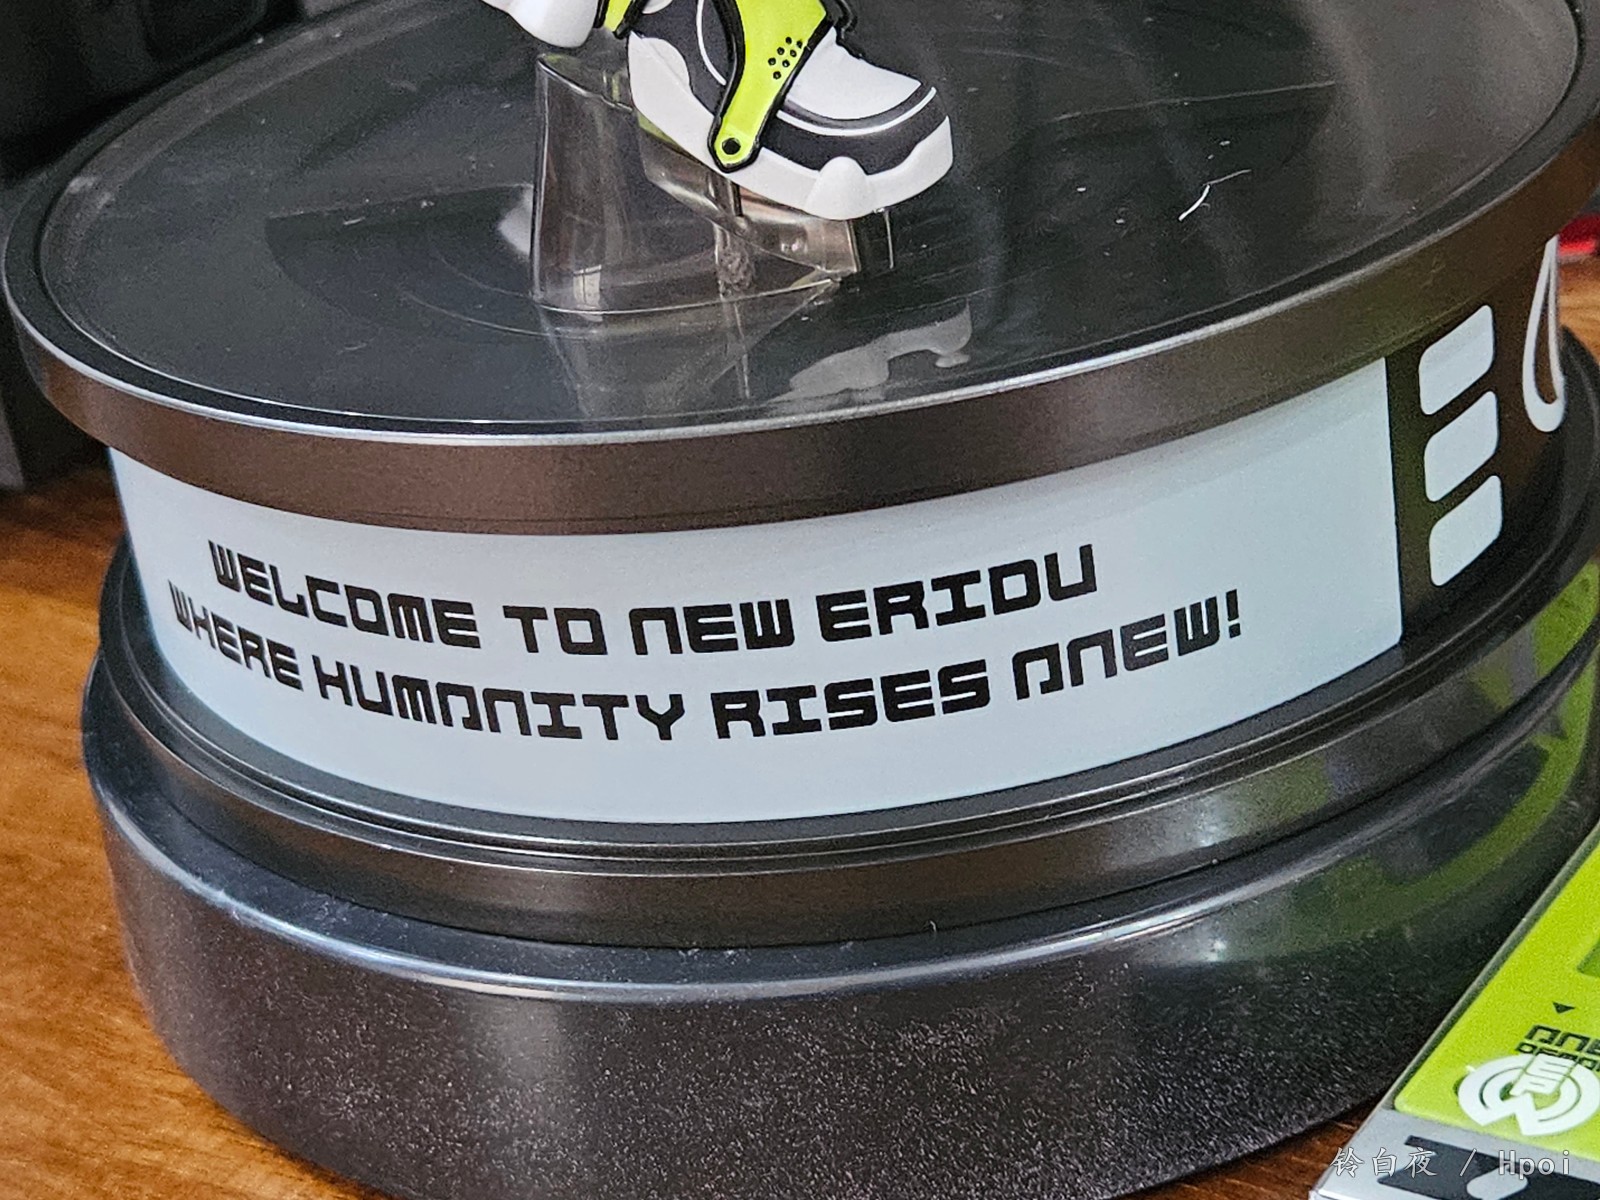 WELCOME TO NEW ERIDU
WHERE HUMANITY RISES ANEW!
铃白夜 / Hpoi